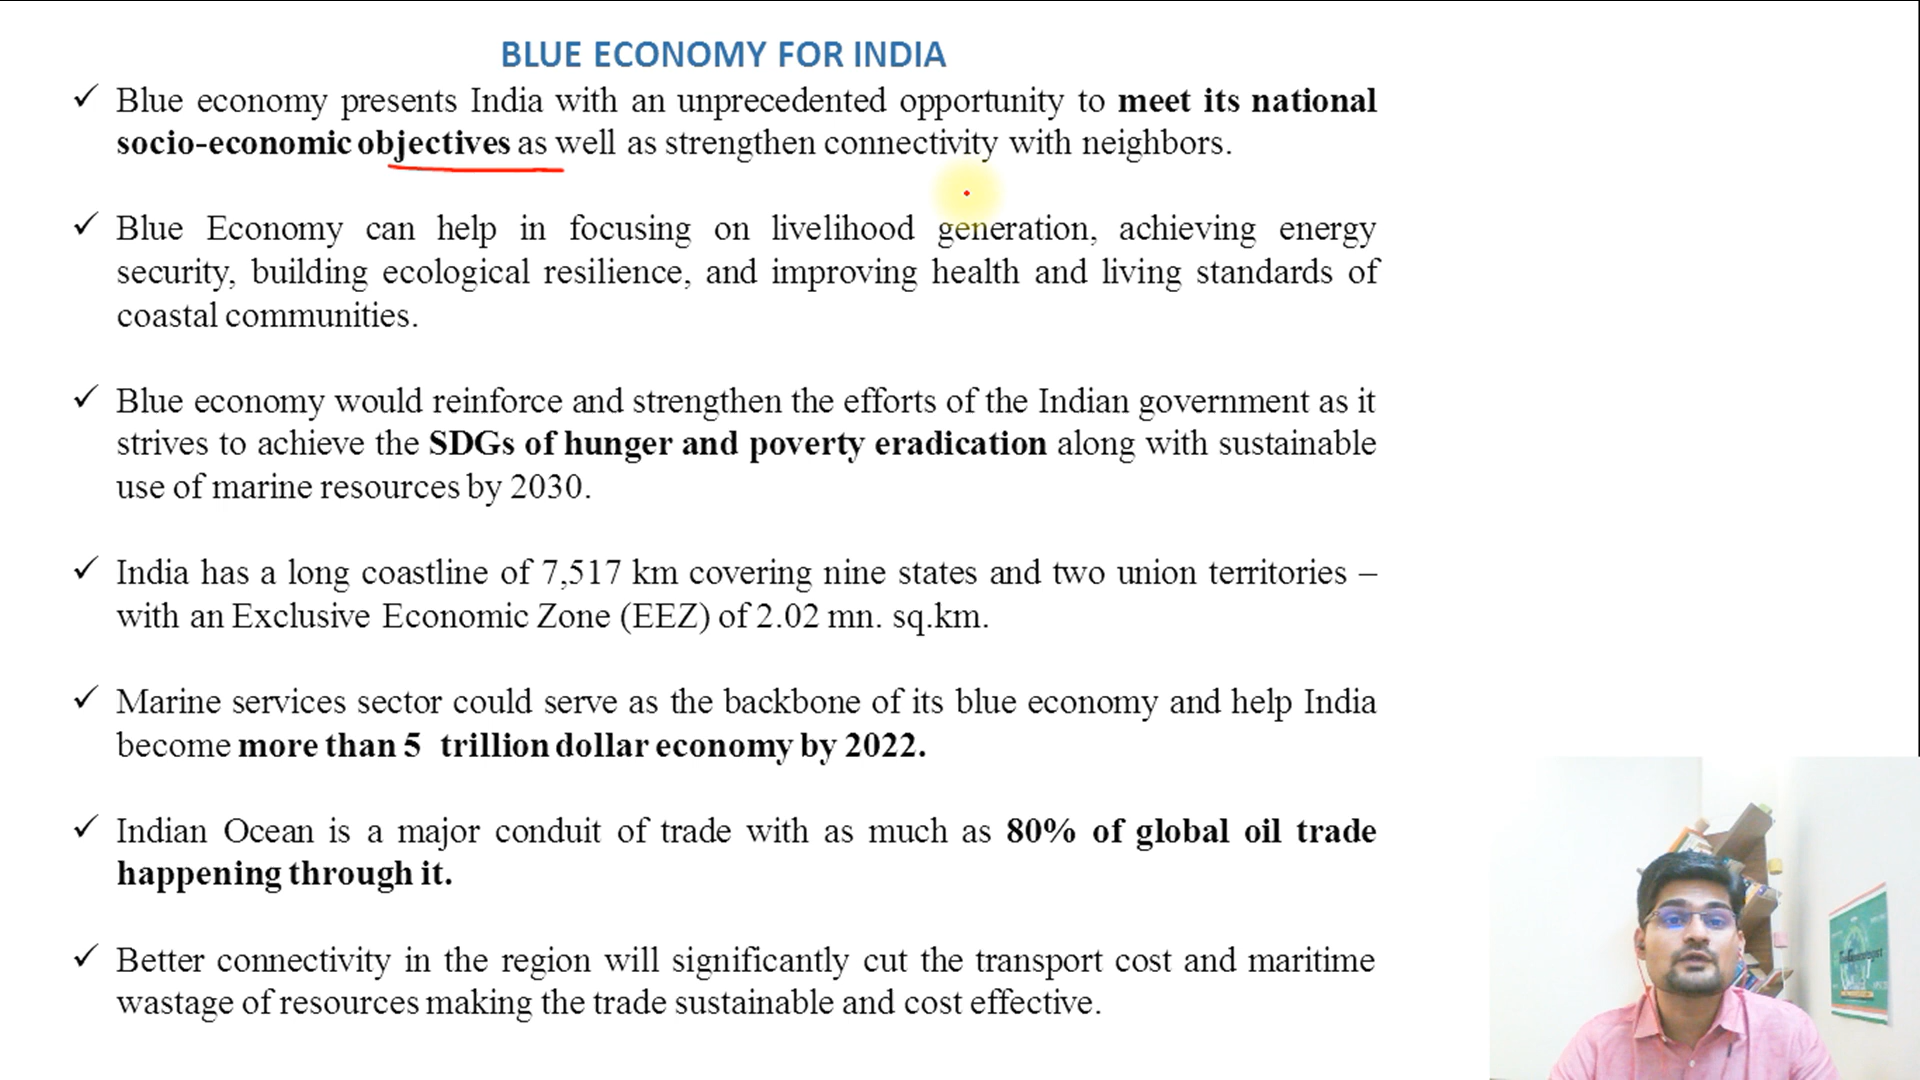 BLUE ECONOMY FOR INDIA
✓ Blue economy presents India with an unprecedented opportunity to meet its national
socio-economic objectives as well as strengthen connectivity with neighbors.
✓ Blue Economy can help in focusing on livelihood generation, achieving energy
security, building ecological resilience, and improving health and living standards of
coastal communities.
✓ Blue economy would reinforce and strengthen the efforts of the Indian government as it
strives to achieve the SDGs of hunger and poverty eradication along with sustainable
use of marine resources by 2030.
✓ India has a long coastline of 7,517 km covering nine states and two union territories –
with an Exclusive Economic Zone (EEZ) of 2.02 mn. sq.km.
✓ Marine services sector could serve as the backbone of its blue economy and help India
become more than 5 trillion dollar economy by 2022.
✓ Indian Ocean is a major conduit of trade with as much as 80% of global oil trade
happening through it.
✓ Better connectivity in the region will significantly cut the transport cost and maritime
wastage of resources making the trade sustainable and cost effective.